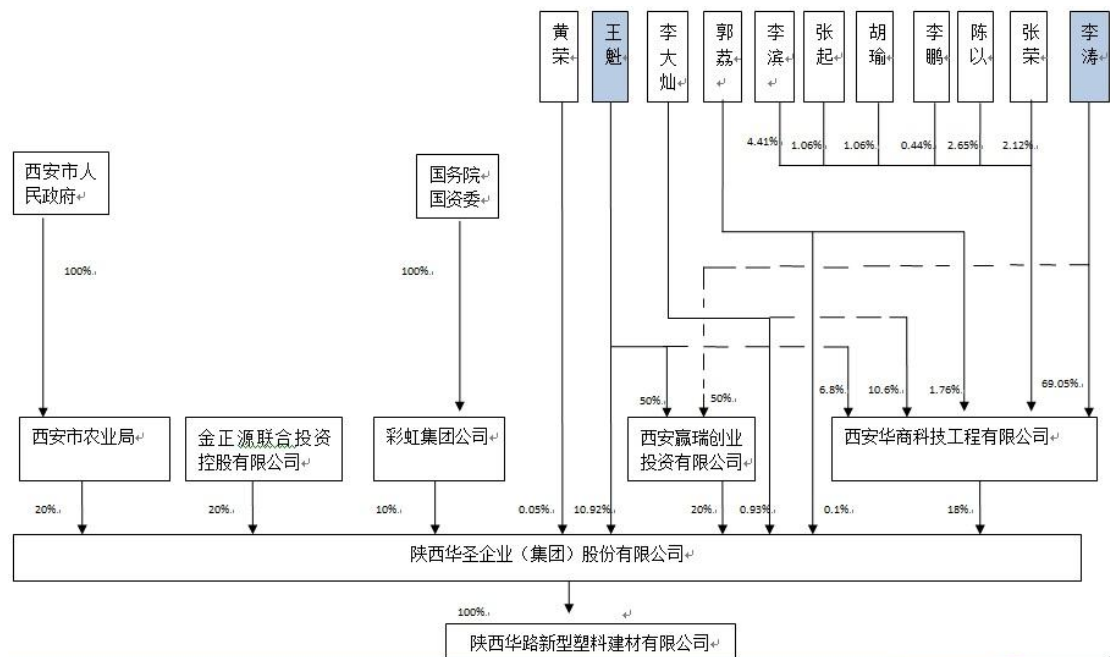 黄荣
王魁
李大灿
郭荔
李滨
张起
胡瑜
李鹏
陈以
张荣
李涛
4.41%
1.06%
1.06%
0.44%
2.65%
2.12%
西安市人
民政府
国务院
国资委
100%
100%
50%
50%
6.8%
10.6%
1.76%
69.05%
西安市农业局
金正源联合投资
控股有限公司
彩虹集团公司
西安赢瑞创业
投资有限公司
西安华商科技工程有限公司
20%
20%
10%
0.05%
10.92%
20%
0.93%
0.1%
18%
陕西华圣企业（集团）股份有限公司
100%
陕西华路新型塑料建材有限公司